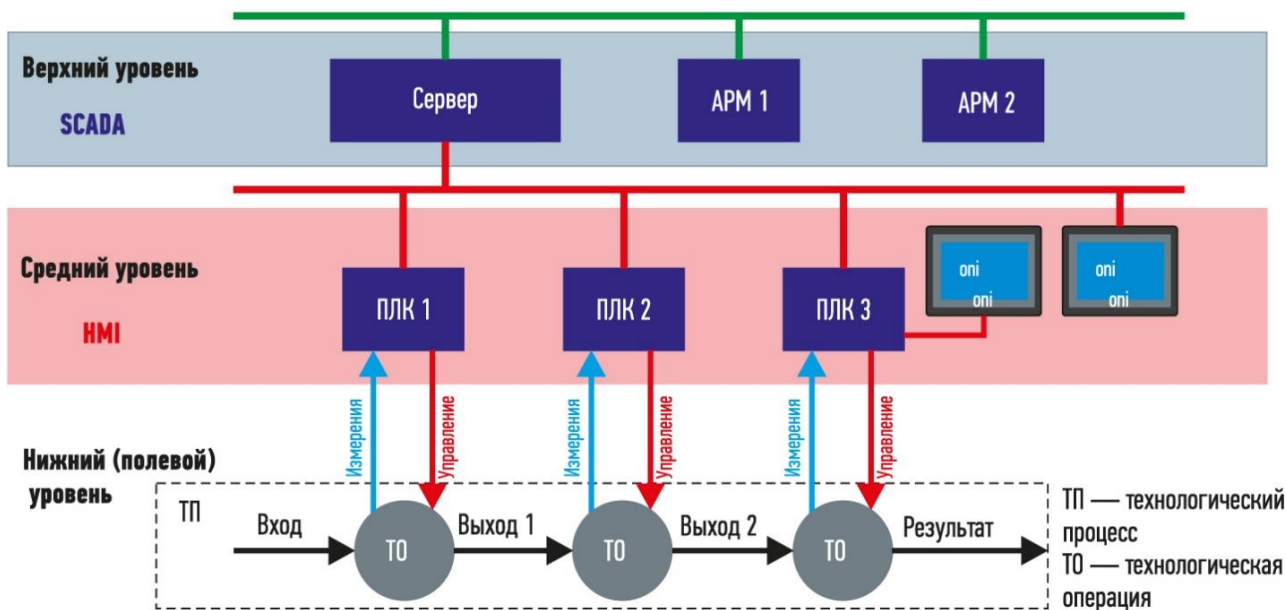 Верхний уровень
SCADA
Сервер
АРМ 1
АРМ 2
Средний уровень
HMI
ПЛК 1
ПЛК 2
ПЛК 3
oni
oni
oni
oni
Измерения
Управление
Измерения
Управление
Измерения
Управление
Нижний (полевой)
уровень
ТП
Вход
ТО
Выход 1
ТО
Выход 2
ТО
Результат
ТП — технологический
процесс
ТО — технологическая
операция